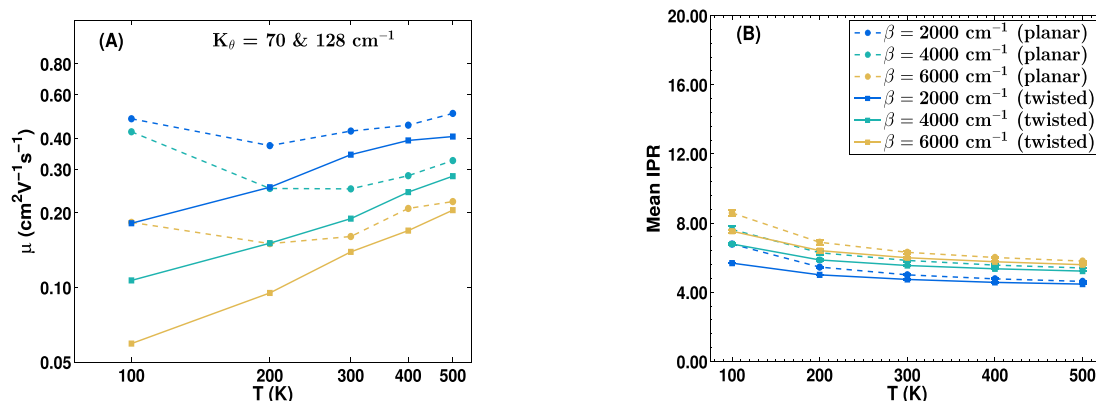 (A)
K_θ = 70 & 128 cm⁻¹
0.80
0.60
0.40
0.30
0.20
0.10
0.05
μ (cm²V⁻¹s⁻¹)
100 200 300 400 500
T (K)
(B)
β = 2000 cm⁻¹ (planar)
β = 4000 cm⁻¹ (planar)
β = 6000 cm⁻¹ (planar)
β = 2000 cm⁻¹ (twisted)
β = 4000 cm⁻¹ (twisted)
β = 6000 cm⁻¹ (twisted)
20.00
16.00
12.00
8.00
4.00
0.00
Mean IPR
100 200 300 400 500
T (K)